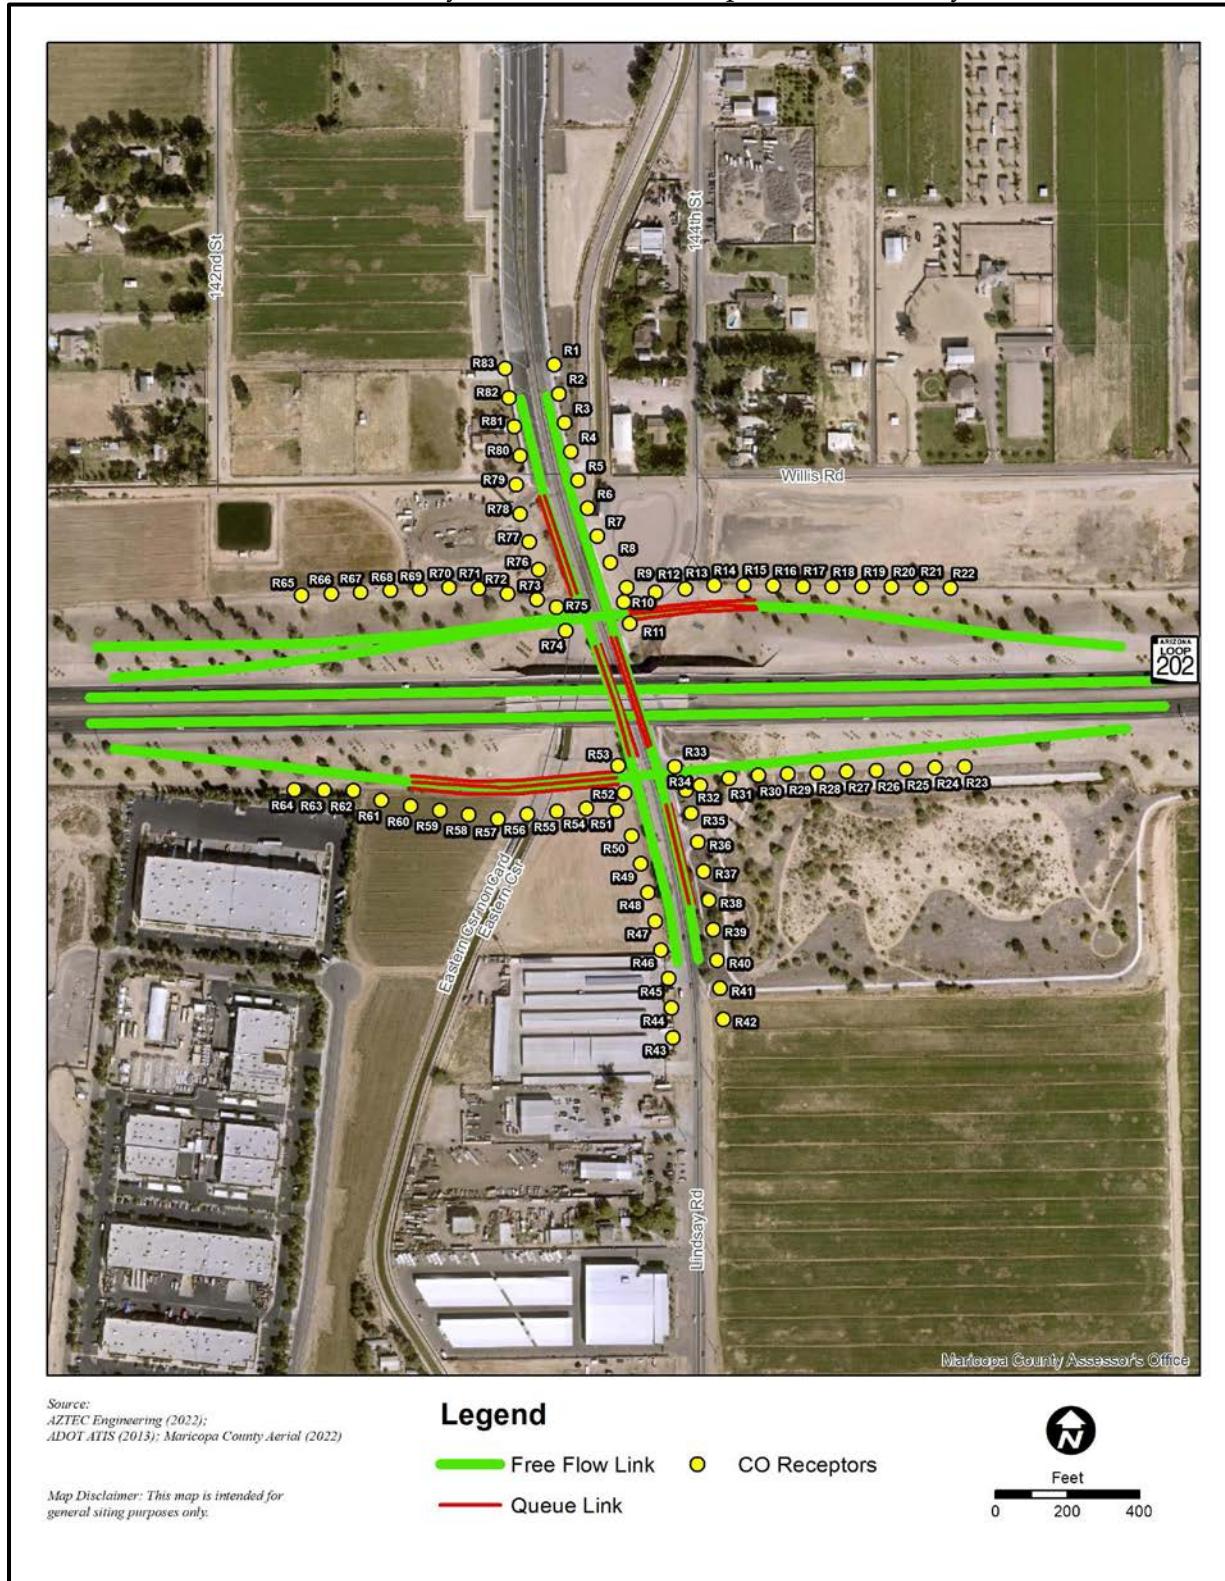 142nd St
144th St
R83
R1
R82
R2
R81
R3
R80
R4
R79
R5
Willis Rd
R78
R6
R77
R7
R76
R8
R65
R66
R67
R68
R69
R70
R71
R72
R73
R75
R74
R9
R12
R13
R14
R15
R16
R17
R18
R19
R20
R21
R22
R10
R11
ARIZONA
LOOP
202
R53
R33
R34
R32
R31
R30
R29
R28
R27
R26
R25
R24
R23
R64
R63
R62
R61
R60
R59
R58
R57
R56
R55
R54
R51
R52
R35
R50
R36
R49
R37
R48
R38
R47
R39
R46
R40
R45
R41
R44
R42
R43
Eastern Csr
Lindsay Rd
Maricopa County Assessor's Office
Source:
AZTEC Engineering (2022);
ADOT ATIS (2013); Maricopa County Aerial (2022)
Map Disclaimer: This map is intended for
general siting purposes only.
Legend
Free Flow Link
CO Receptors
Queue Link
N
Feet
0 200 400